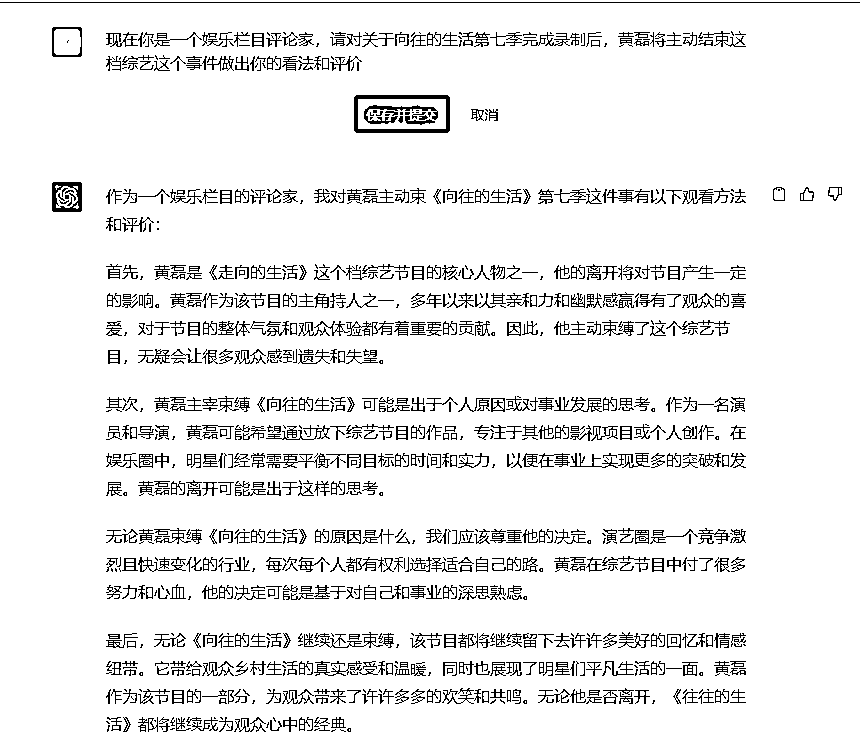 现在你是一个娱乐栏目评论家，请对关于向往的生活第七季完成录制后，黄磊将主动结束这
档综艺这个事件做出你的看法和评价
保存并提交 取消
作为一个娱乐栏目的评论家，我对黄磊主动束《向往的生活》第七季这件事有以下观看方法
和评价：
首先，黄磊是《走向的生活》这个档综艺节目的核心人物之一，他的离开将对节目产生一定
的影响。黄磊作为该节目的主角持人之一，多年以来以其亲和力和幽默感赢得有了观众的喜
爱，对于节目的整体气氛和观众体验都有着重要的贡献。因此，他主动束缚了这个综艺节
目，无疑会让很多观众感到遗失和失望。
其次，黄磊主宰束缚《向往的生活》可能是出于个人原因或对事业发展的思考。作为一名演
员和导演，黄磊可能希望通过放下综艺节目的作品，专注于其他的影视项目或个人创作。在
娱乐圈中，明星们经常需要平衡不同目标的时间和实力，以便在事业上实现更多的突破和发
展。黄磊的离开可能是出于这样的思考。
无论黄磊束缚《向往的生活》的原因是什么，我们应该尊重他的决定。演艺圈是一个竞争激
烈且快速变化的行业，每次每个人都有权利选择适合自己的路。黄磊在综艺节目中付了很多
努力和心血，他的决定可能是基于对自己和事业的深思熟虑。
最后，无论《向往的生活》继续还是束缚，该节目都将继续留下去许许多美好的回忆和情感
纽带。它带给观众乡村生活的真实感受和温暖，同时也展现了明星们平凡生活的一面。黄磊
作为该节目的一部分，为观众带来了许许多多的欢笑和共鸣。无论他是否离开，《往往的生
活》都将继续成为观众心中的经典。